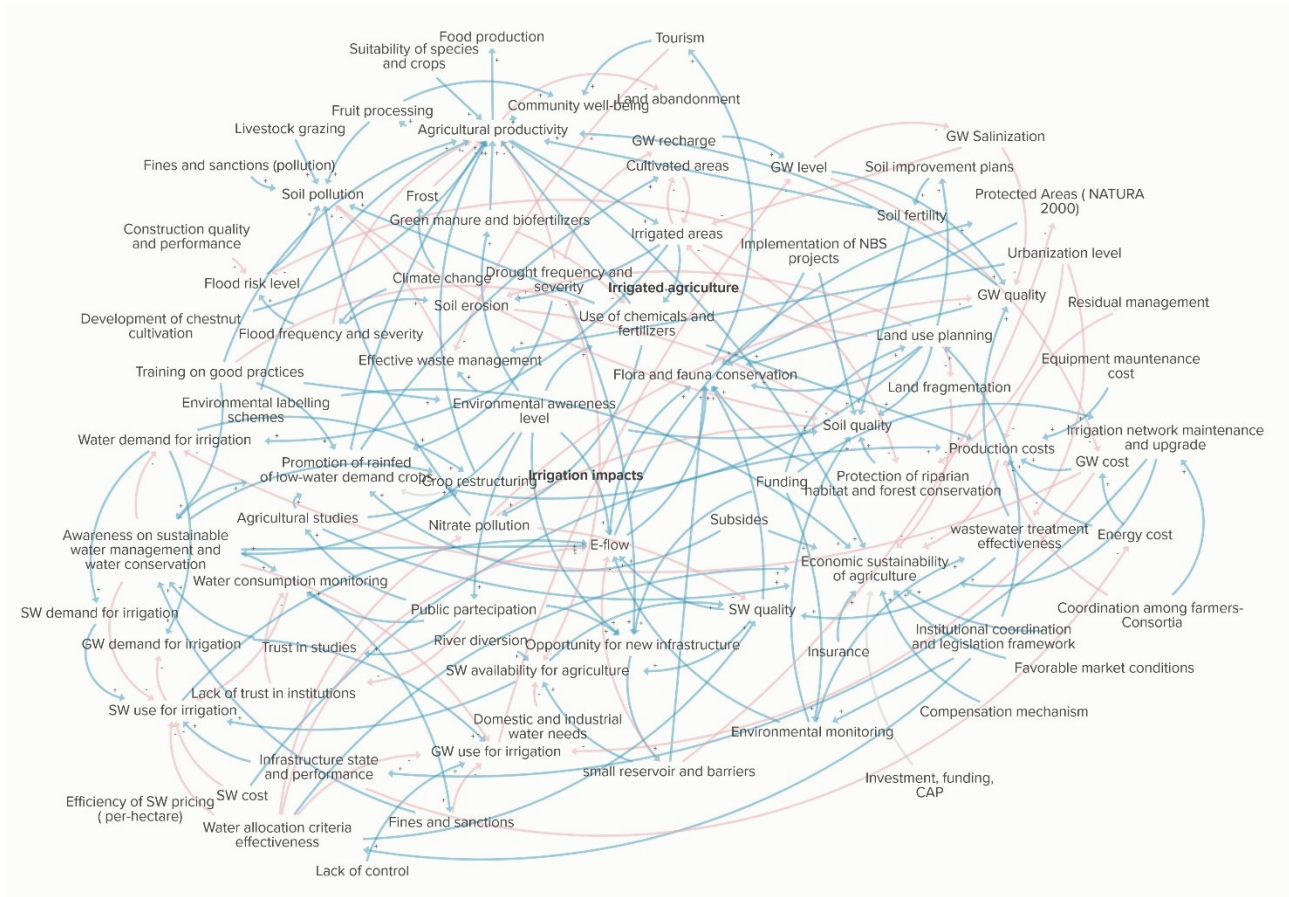 Food production
Tourism
Suitability of species
and crops
Land abandonment
Community well-being
Fruit processing
Livestock grazing
Agricultural productivity
GW recharge
GW Salinization
Fines and sanctions (pollution)
Cultivated areas
GW level
Soil improvement plans
Soil pollution
Frost
Protected Areas ( NATURA
2000)
Green manure and biofertilizers
Soil fertility
Construction quality
and performance
Irrigated areas
Implementation of NBS
projects
Urbanization level
Flood risk level
Climate change
Drought frequency and
severity
Irrigated agriculture
GW quality
Residual management
Soil erosion
Development of chestnut
cultivation
Flood frequency and severity
Use of chemicals and
fertilizers
Land use planning
Effective waste management
Equipment mauntenance
cost
Training on good practices
Flora and fauna conservation
Land fragmentation
Environmental labelling
schemes
Environmental awareness
level
Soil quality
Water demand for irrigation
Irrigation network maintenance
and upgrade
Production costs
Promotion of rainfed
of low-water demand crops
Crop restructuring
Irrigation impacts
Funding
Protection of riparian
habitat and forest conservation
GW cost
Agricultural studies
Nitrate pollution
Subsides
Awareness on sustainable
water management and
water conservation
E-flow
wastewater treatment
effectiveness
Energy cost
Economic sustainability
of agriculture
Water consumption monitoring
SW demand for irrigation
Public partecipation
SW quality
Coordination among farmers-
Consortia
GW demand for irrigation
Trust in studies
River diversion
Opportunity for new infrastructure
Insurance
Institutional coordination
and legislation framework
SW availability for agriculture
Favorable market conditions
Lack of trust in institutions
SW use for irrigation
Domestic and industrial
water needs
Compensation mechanism
Environmental monitoring
GW use for irrigation
Infrastructure state
and performance
small reservoir and barriers
Investment, funding,
CAP
Efficiency of SW pricing
( per-hectare)
SW cost
Water allocation criteria
effectiveness
Fines and sanctions
Lack of control